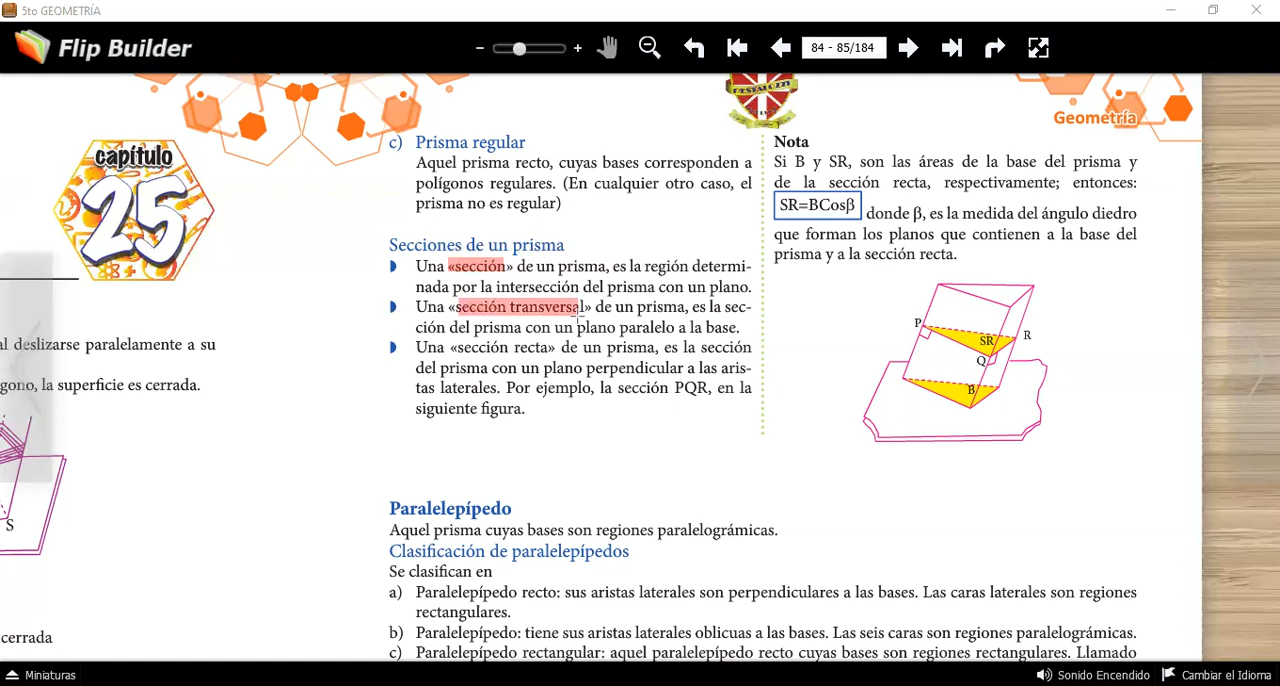 5to GEOMETRÍA
Flip Builder
84 - 85/184
Geometría
capítulo
25
al deslizarse paralelamente a su
gono, la superficie es cerrada.
S
cerrada
c) Prisma regular
Aquel prisma recto, cuyas bases corresponden a
polígonos regulares. (En cualquier otro caso, el
prisma no es regular)
Secciones de un prisma
Una «sección» de un prisma, es la región determi-
nada por la intersección del prisma con un plano.
Una «sección transversal» de un prisma, es la sec-
ción del prisma con un plano paralelo a la base.
Una «sección recta» de un prisma, es la sección
del prisma con un plano perpendicular a las aris-
tas laterales. Por ejemplo, la sección PQR, en la
siguiente figura.
Nota
Si B y SR, son las áreas de la base del prisma y
de la sección recta, respectivamente; entonces:
SR=BCosβ donde β, es la medida del ángulo diedro
que forman los planos que contienen a la base del
prisma y a la sección recta.
P
SR
R
Q
B
Paralelepípedo
Aquel prisma cuyas bases son regiones paralelográmicas.
Clasificación de paralelepípedos
Se clasifican en
a) Paralelepípedo recto: sus aristas laterales son perpendiculares a las bases. Las caras laterales son regiones
rectangulares.
b) Paralelepípedo: tiene sus aristas laterales oblicuas a las bases. Las seis caras son regiones paralelográmicas.
c) Paralelepípedo rectangular: aquel paralelepípedo recto cuyas bases son regiones rectangulares. Llamado
Miniaturas
Sonido Encendido
Cambiar el Idioma